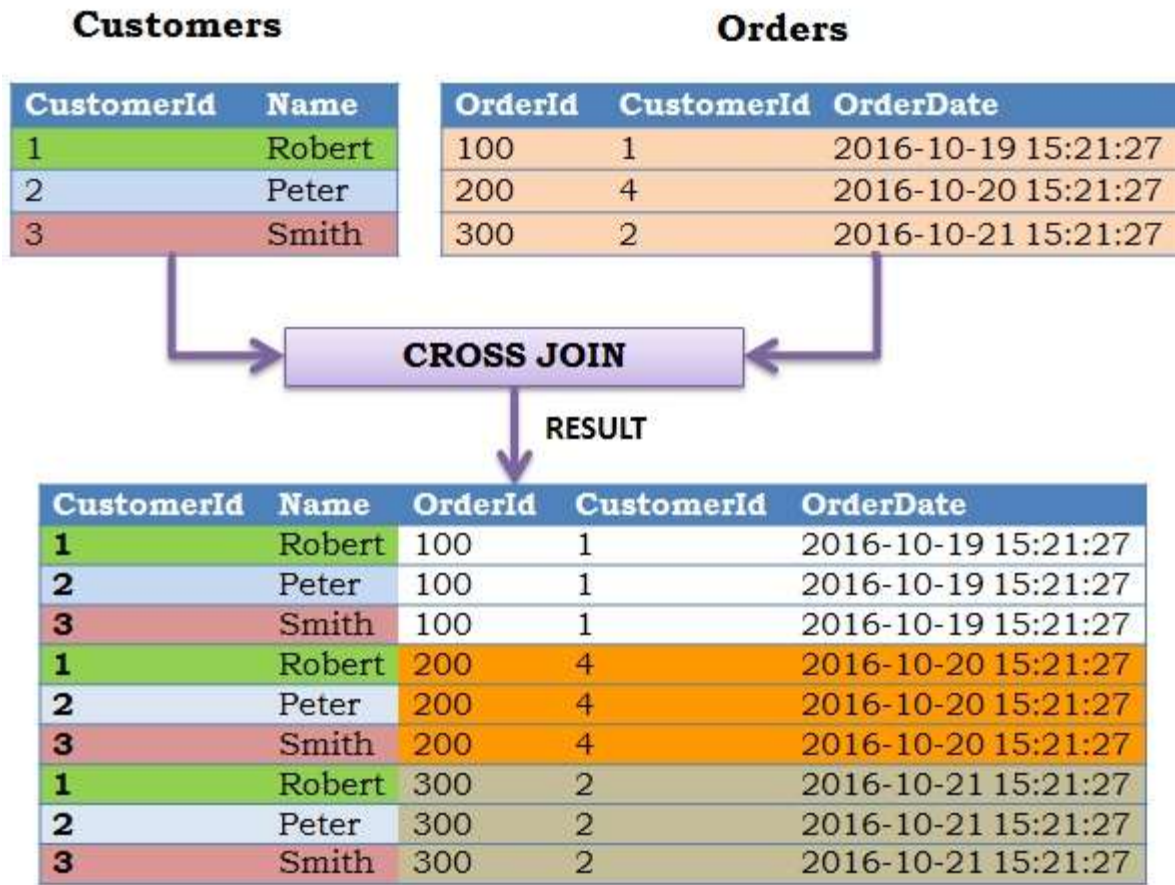 Customers Orders
CustomerId Name OrderId CustomerId OrderDate
1 Robert 100 1 2016-10-19 15:21:27
2 Peter 200 4 2016-10-20 15:21:27
3 Smith 300 2 2016-10-21 15:21:27
CROSS JOIN
RESULT
CustomerId Name OrderId CustomerId OrderDate
1 Robert 100 1 2016-10-19 15:21:27
2 Peter 100 1 2016-10-19 15:21:27
3 Smith 100 1 2016-10-19 15:21:27
1 Robert 200 4 2016-10-20 15:21:27
2 Peter 200 4 2016-10-20 15:21:27
3 Smith 200 4 2016-10-20 15:21:27
1 Robert 300 2 2016-10-21 15:21:27
2 Peter 300 2 2016-10-21 15:21:27
3 Smith 300 2 2016-10-21 15:21:27